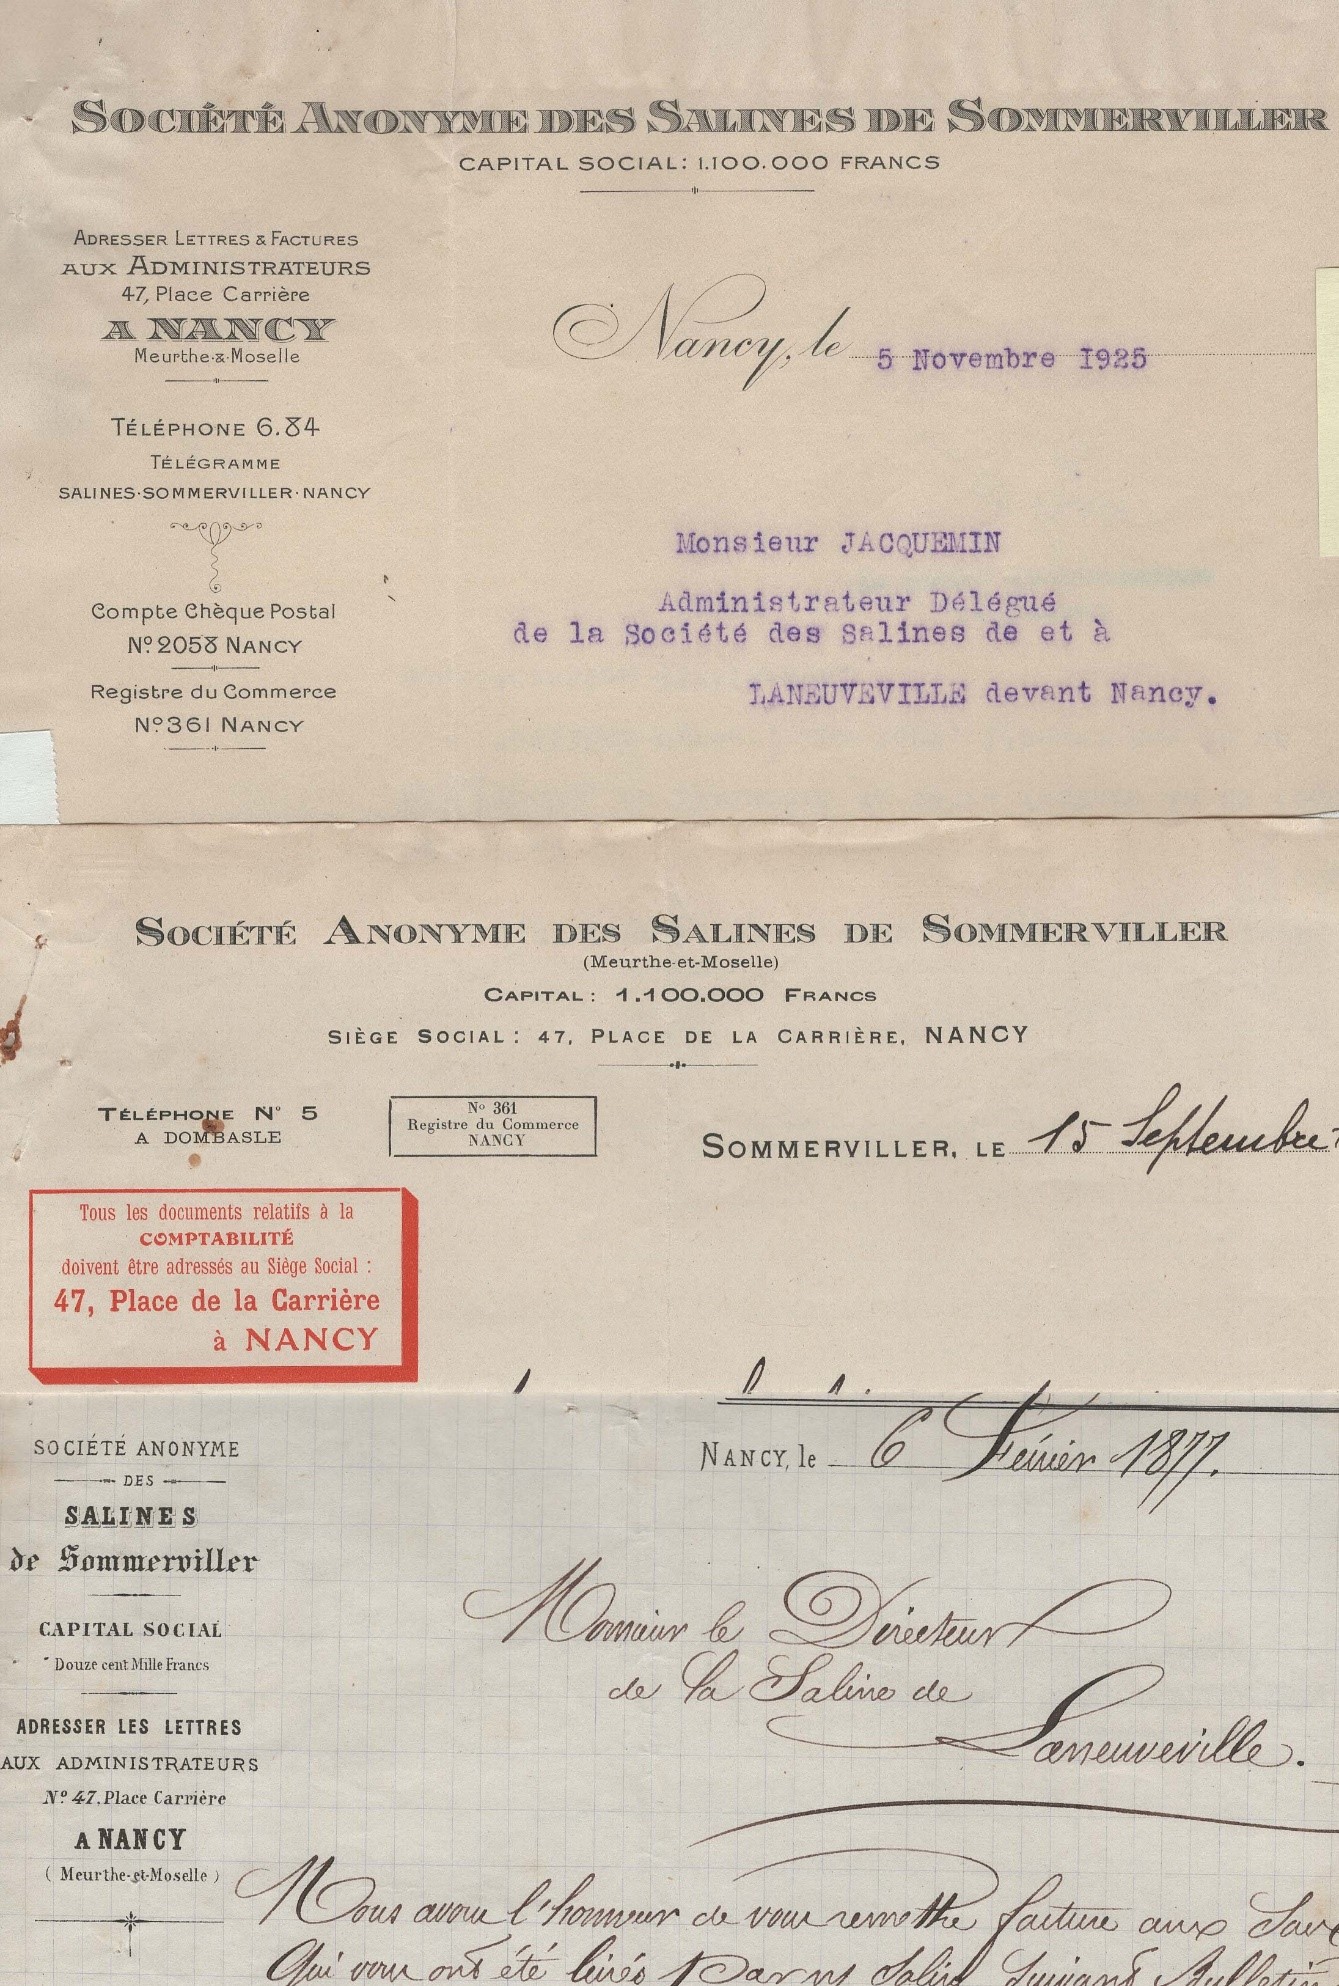 SOCIÉTÉ ANONYME DES SALINES DE SOMMERVILLER
CAPITAL SOCIAL: 1.100.000 FRANCS
ADRESSER LETTRES & FACTURES
AUX ADMINISTRATEURS
47, Place Carrière
A NANCY
Meurthe-&-Moselle
Nancy, le 5 Novembre 1925
TÉLÉPHONE 6.84
TÉLÉGRAMME
SALINES-SOMMERVILLER-NANCY
Monsieur JACQUEMIN
Administrateur Délégué
de la Société des Salines de et à
LANEUVEVILLE devant Nancy.
Compte Chèque Postal
No 2058 NANCY
Registre du Commerce
No 361 NANCY
SOCIÉTÉ ANONYME DES SALINES DE SOMMERVILLER
(Meurthe-et-Moselle)
CAPITAL: 1.100.000 FRANCS
SIÈGE SOCIAL: 47, PLACE DE LA CARRIÈRE, NANCY
TÉLÉPHONE No 5
A DOMBASLE
No 361
Registre du Commerce
NANCY
SOMMERVILLER, LE 15 Septembre
Tous les documents relatifs à la
COMPTABILITÉ
doivent être adressés au Siège Social :
47, Place de la Carrière
à NANCY
SOCIÉTÉ ANONYME
DES
SALINES
de Sommerviller
CAPITAL SOCIAL
Douze cent Mille Francs
ADRESSER LES LETTRES
AUX ADMINISTRATEURS
No 47, Place Carrière
A NANCY
(Meurthe-et-Moselle)
NANCY, le 6 Février 1877.
Monsieur le Directeur
de la Saline de
Laneuveville.
Nous avons l'honneur de vous remettre facture aux
Qui vous ont été livrés suivant Bulletin